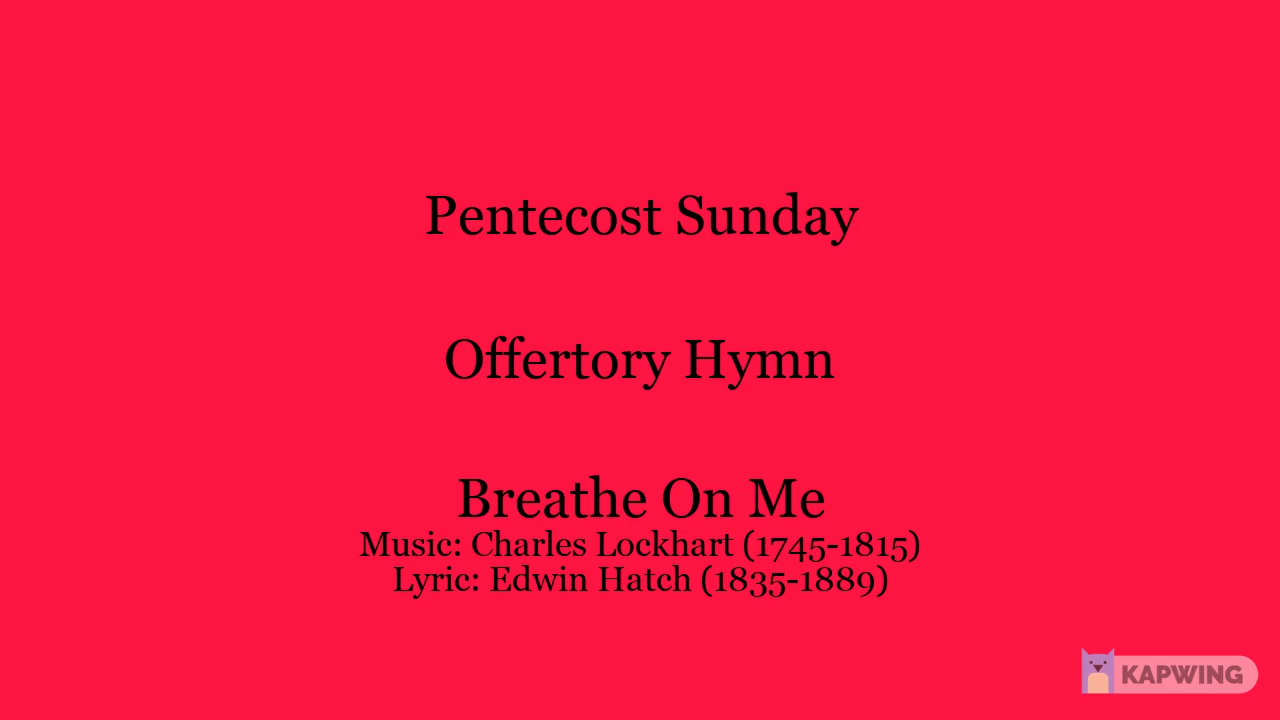 Pentecost Sunday
Offertory Hymn
Breathe On Me
Music: Charles Lockhart (1745-1815)
Lyric: Edwin Hatch (1835-1889)
KAPWING